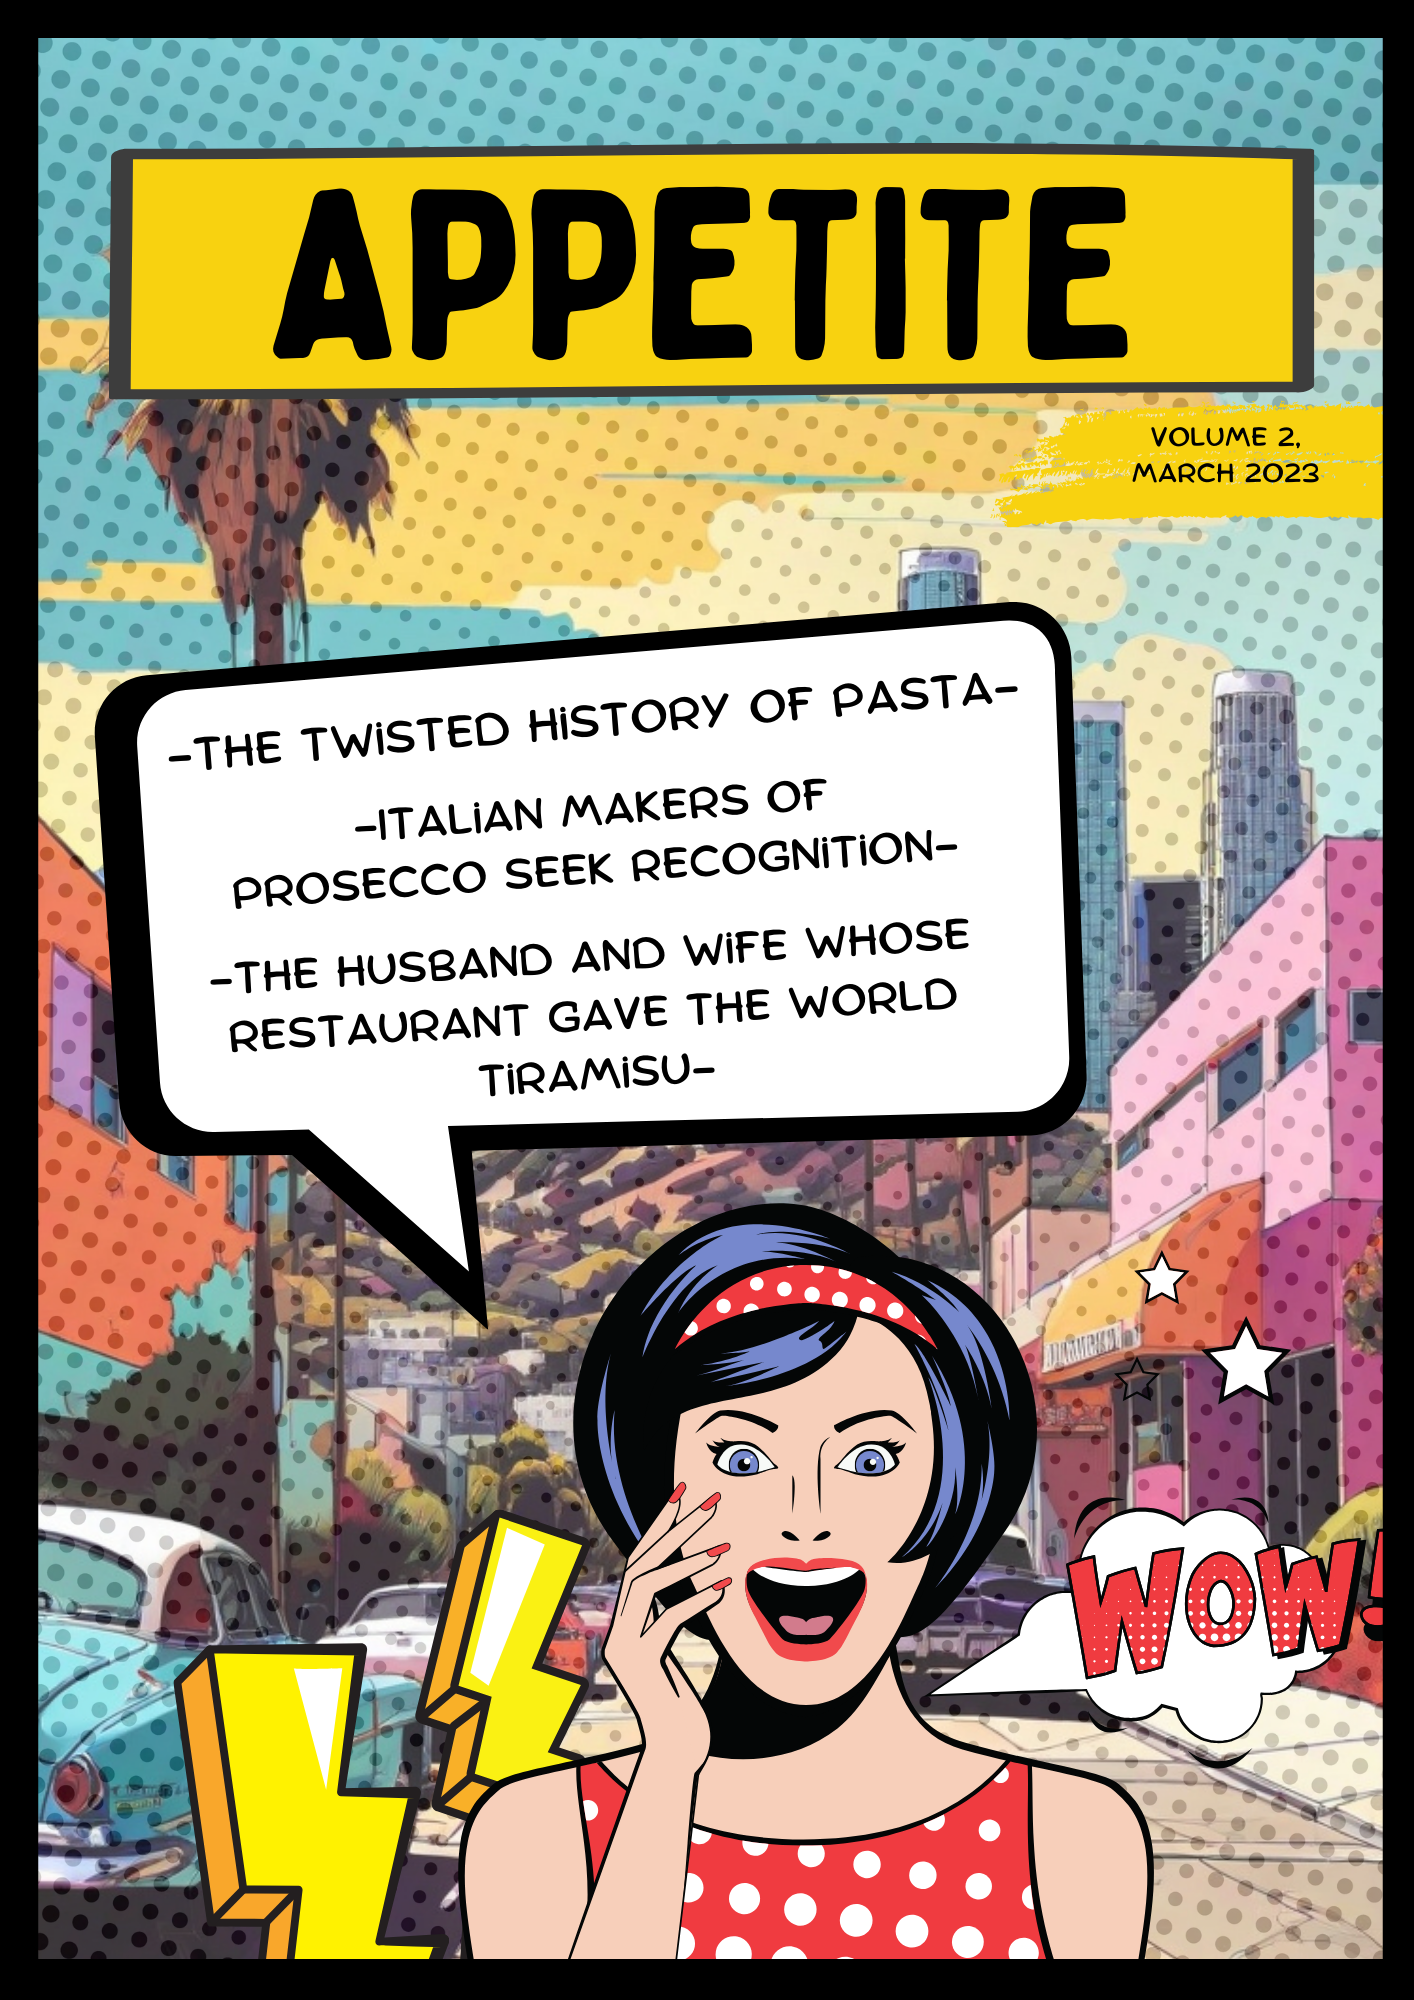 APPETITE
VOLUME 2,
MARCH 2023
-THE TWISTED HISTORY OF PASTA-
-ITALIAN MAKERS OF
PROSECCO SEEK RECOGNITION-
-THE HUSBAND AND WIFE WHOSE
RESTAURANT GAVE THE WORLD
TIRAMISU-
WOW!